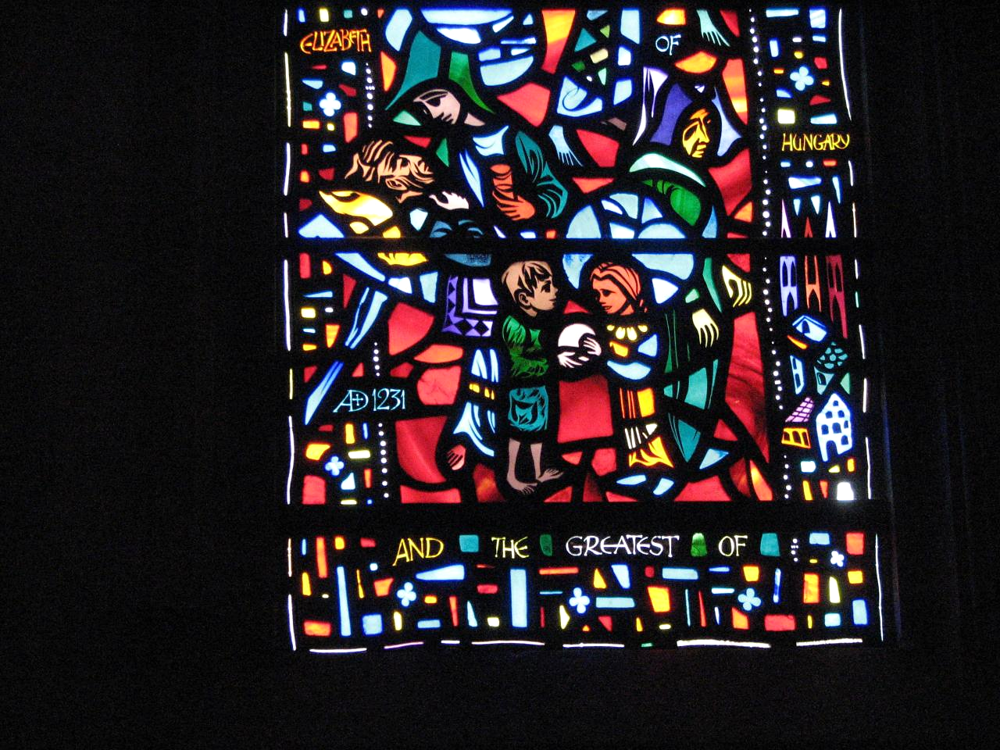 ELIZABETH OF
HUNGARY
AD 1231
AND THE GREATEST OF